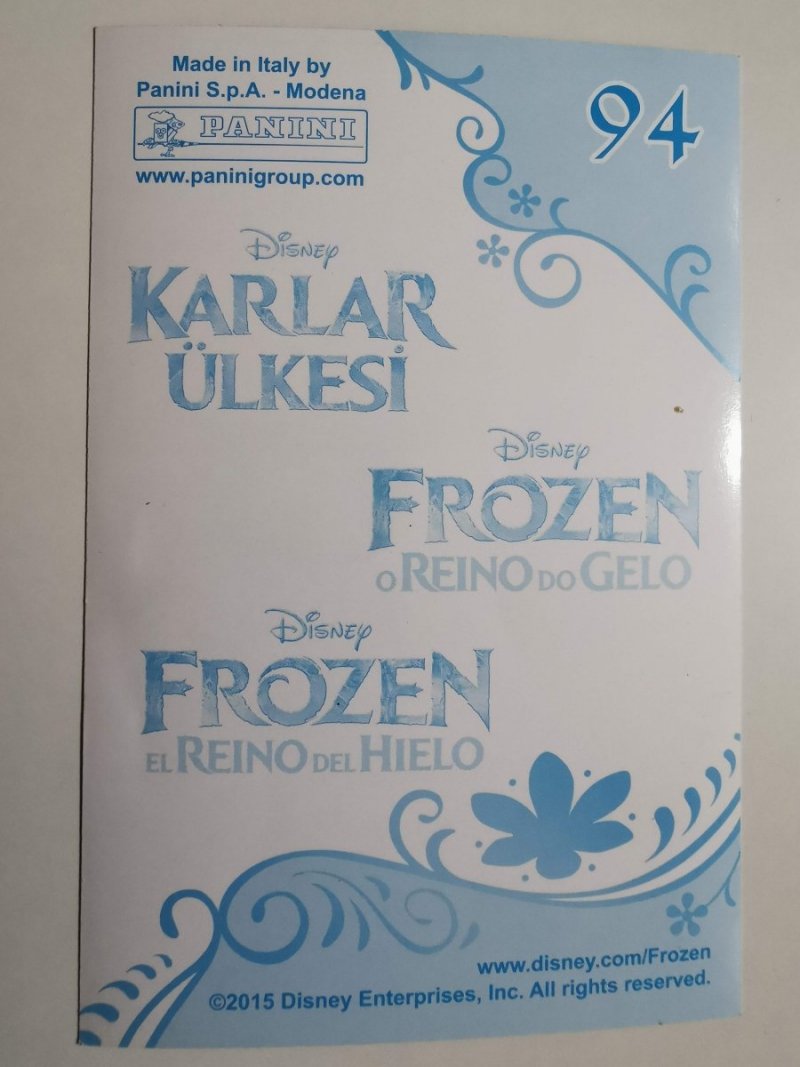 Made in Italy by
Panini S.p.A. - Modena
PANINI
www.paninigroup.com
94
Disney
KARLAR
ÜLKESİ
Disney
FROZEN
O REINO DO GELO
Disney
FROZEN
EL REINO DEL HIELO
www.disney.com/Frozen
©2015 Disney Enterprises, Inc. All rights reserved.